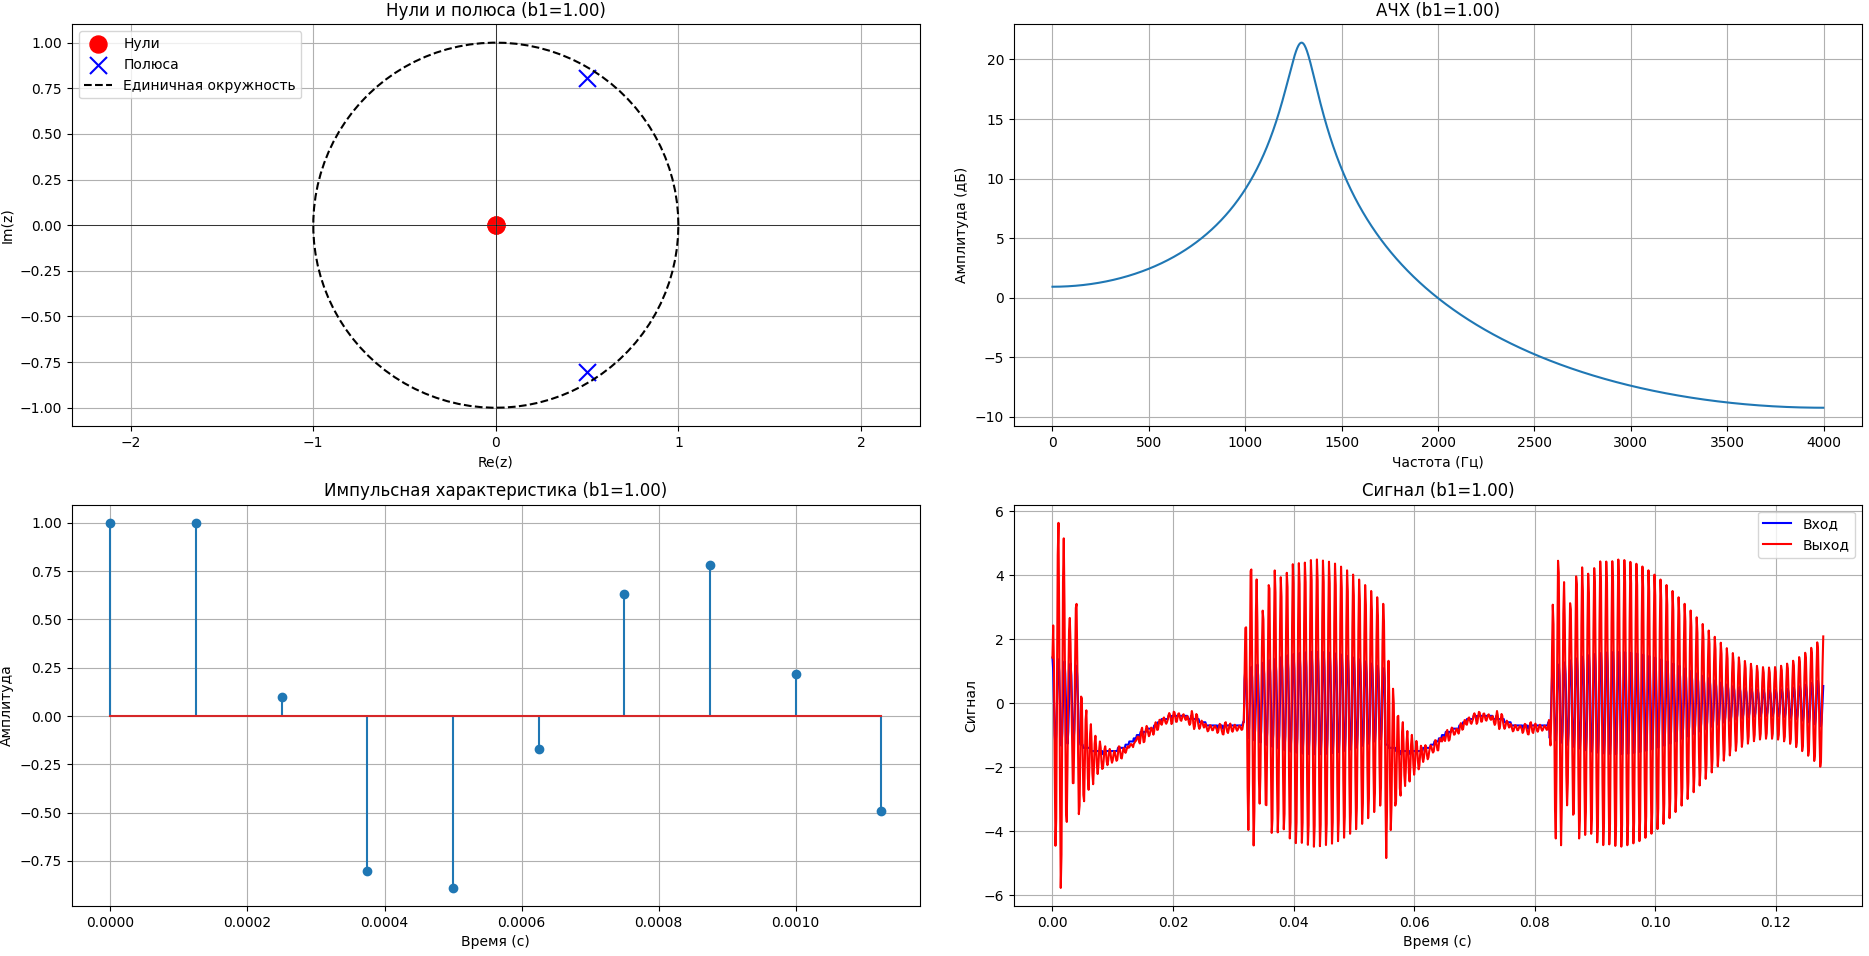 Нули и полюса (b1=1.00)
Нули
Полюса
Единичная окружность
1.00
0.75
0.50
0.25
0.00
−0.25
−0.50
−0.75
−1.00
Im(z)
−2 −1 0 1 2
Re(z)
АЧХ (b1=1.00)
20
15
10
5
0
−5
−10
Амплитуда (дБ)
0 500 1000 1500 2000 2500 3000 3500 4000
Частота (Гц)
Импульсная характеристика (b1=1.00)
1.00
0.75
0.50
0.25
0.00
−0.25
−0.50
−0.75
Амплитуда
0.0000 0.0002 0.0004 0.0006 0.0008 0.0010
Время (с)
Сигнал (b1=1.00)
Вход
Выход
6
4
2
0
−2
−4
−6
Сигнал
0.00 0.02 0.04 0.06 0.08 0.10 0.12
Время (с)